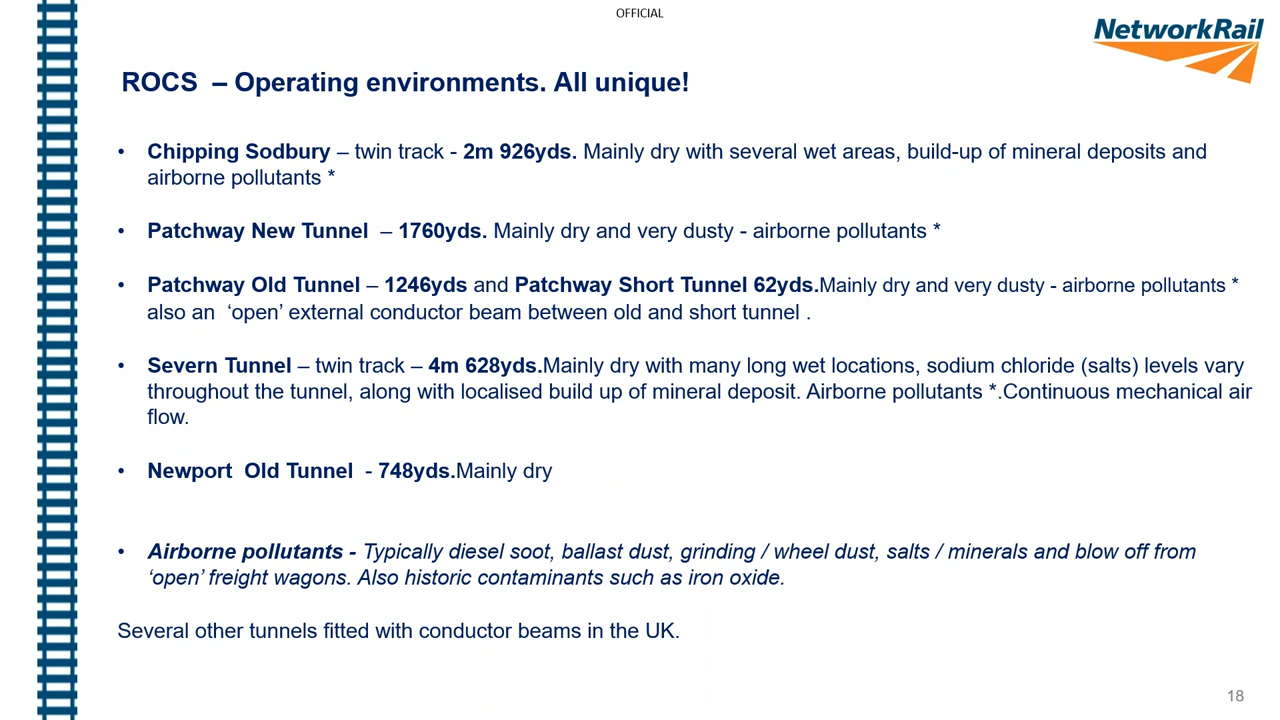 OFFICIAL
NetworkRail
ROCS – Operating environments. All unique!
• Chipping Sodbury – twin track - 2m 926yds. Mainly dry with several wet areas, build-up of mineral deposits and
airborne pollutants *
• Patchway New Tunnel – 1760yds. Mainly dry and very dusty - airborne pollutants *
• Patchway Old Tunnel – 1246yds and Patchway Short Tunnel 62yds.Mainly dry and very dusty - airborne pollutants *
also an ‘open’ external conductor beam between old and short tunnel .
• Severn Tunnel – twin track – 4m 628yds.Mainly dry with many long wet locations, sodium chloride (salts) levels vary
throughout the tunnel, along with localised build up of mineral deposit. Airborne pollutants *.Continuous mechanical air
flow.
• Newport Old Tunnel - 748yds.Mainly dry
• Airborne pollutants - Typically diesel soot, ballast dust, grinding / wheel dust, salts / minerals and blow off from
‘open’ freight wagons. Also historic contaminants such as iron oxide.
Several other tunnels fitted with conductor beams in the UK.
18